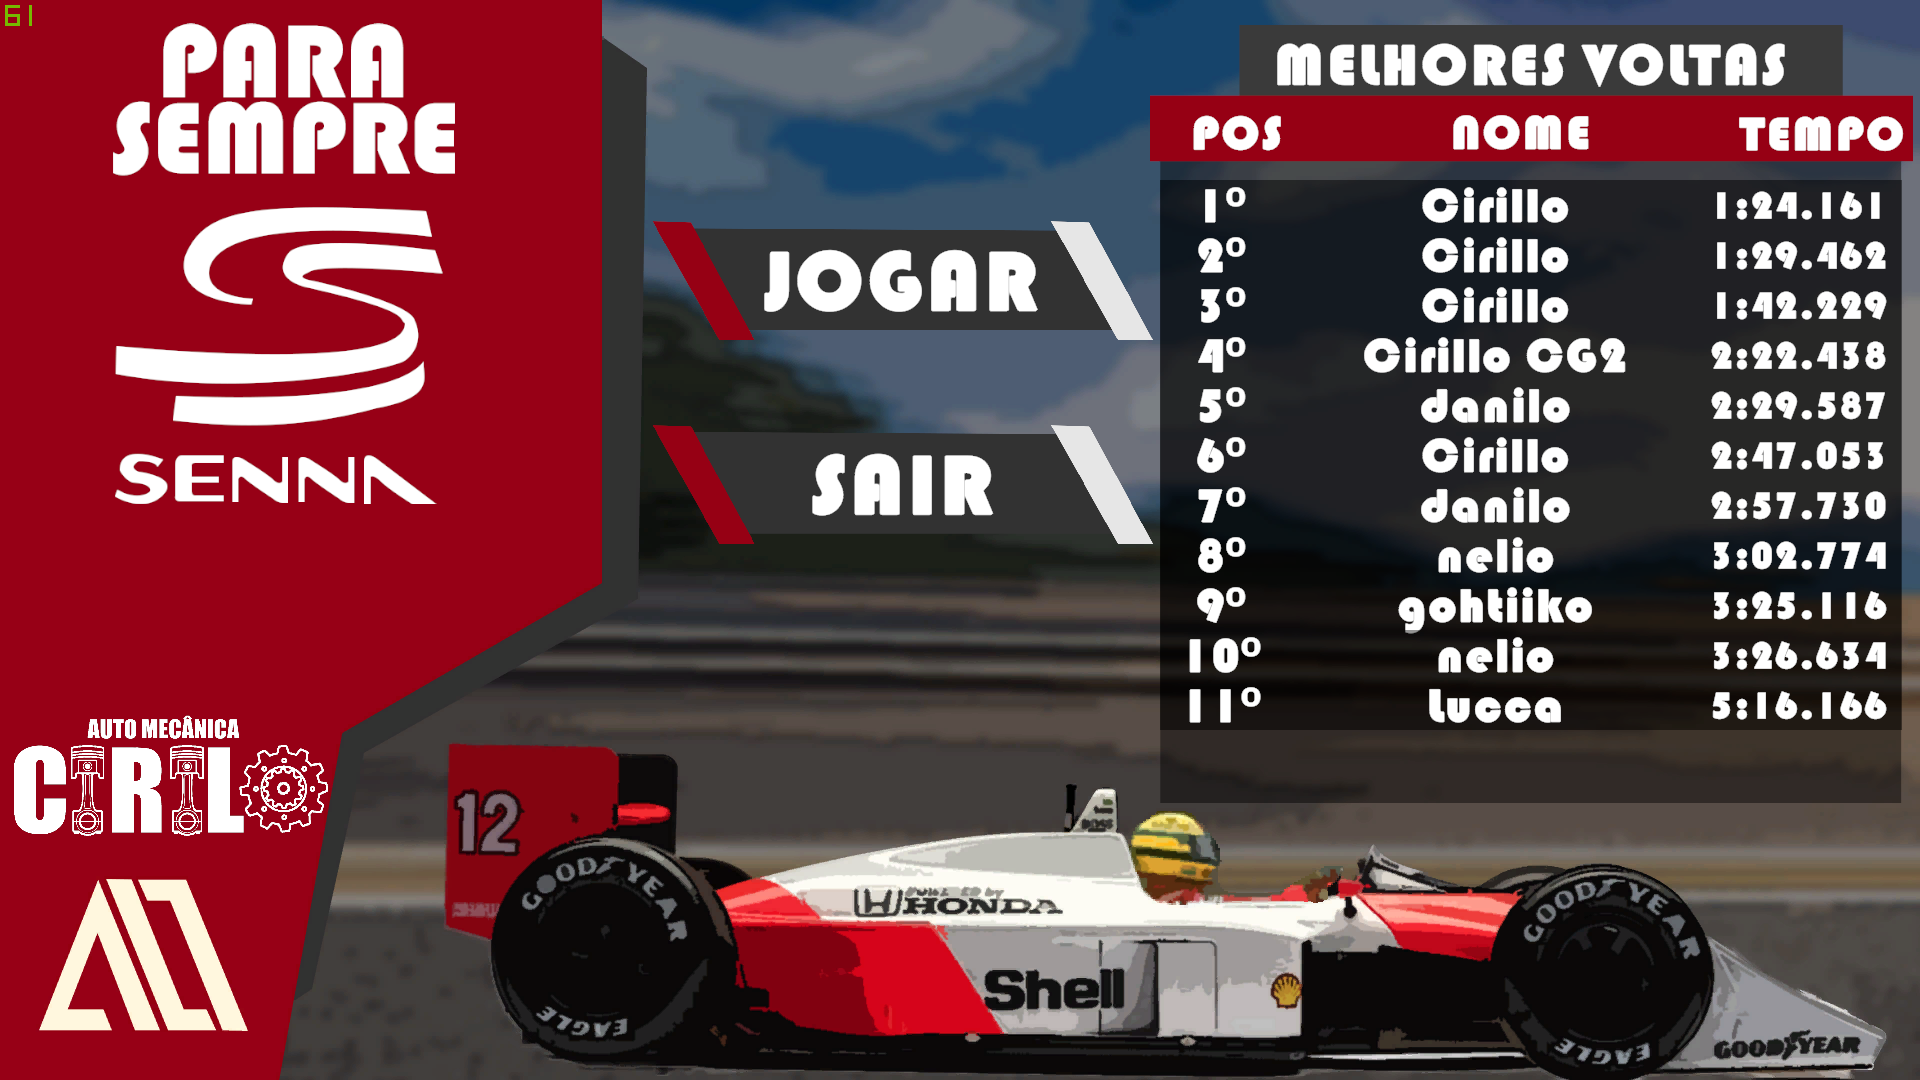 61
PARA
SEMPRE
SENNA
AUTO MECÂNICA
CIRILO
JOGAR
SAIR
MELHORES VOLTAS
POS NOME TEMPO
1º Cirillo 1:24.161
2º Cirillo 1:29.462
3º Cirillo 1:42.229
4º Cirillo CG2 2:22.438
5º danilo 2:29.587
6º Cirillo 2:47.053
7º danilo 2:57.730
8º nelio 3:02.774
9º gohtiiko 3:25.116
10º nelio 3:26.634
11º Lucca 5:16.166
12
GOODYEAR
EAGLE
POWERED by
HONDA
Shell
BOSS
GOODYEAR
EAGLE
GOODYEAR